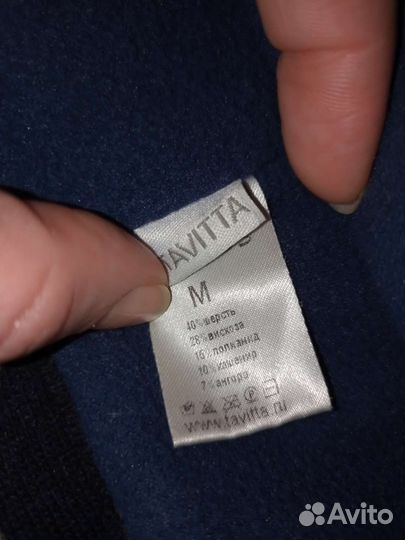 TAVITTA
M
40% шерсть
28% вискоза
15% полиамид
10% кашемир
7% ангора
www.tavitta.ru
Avito